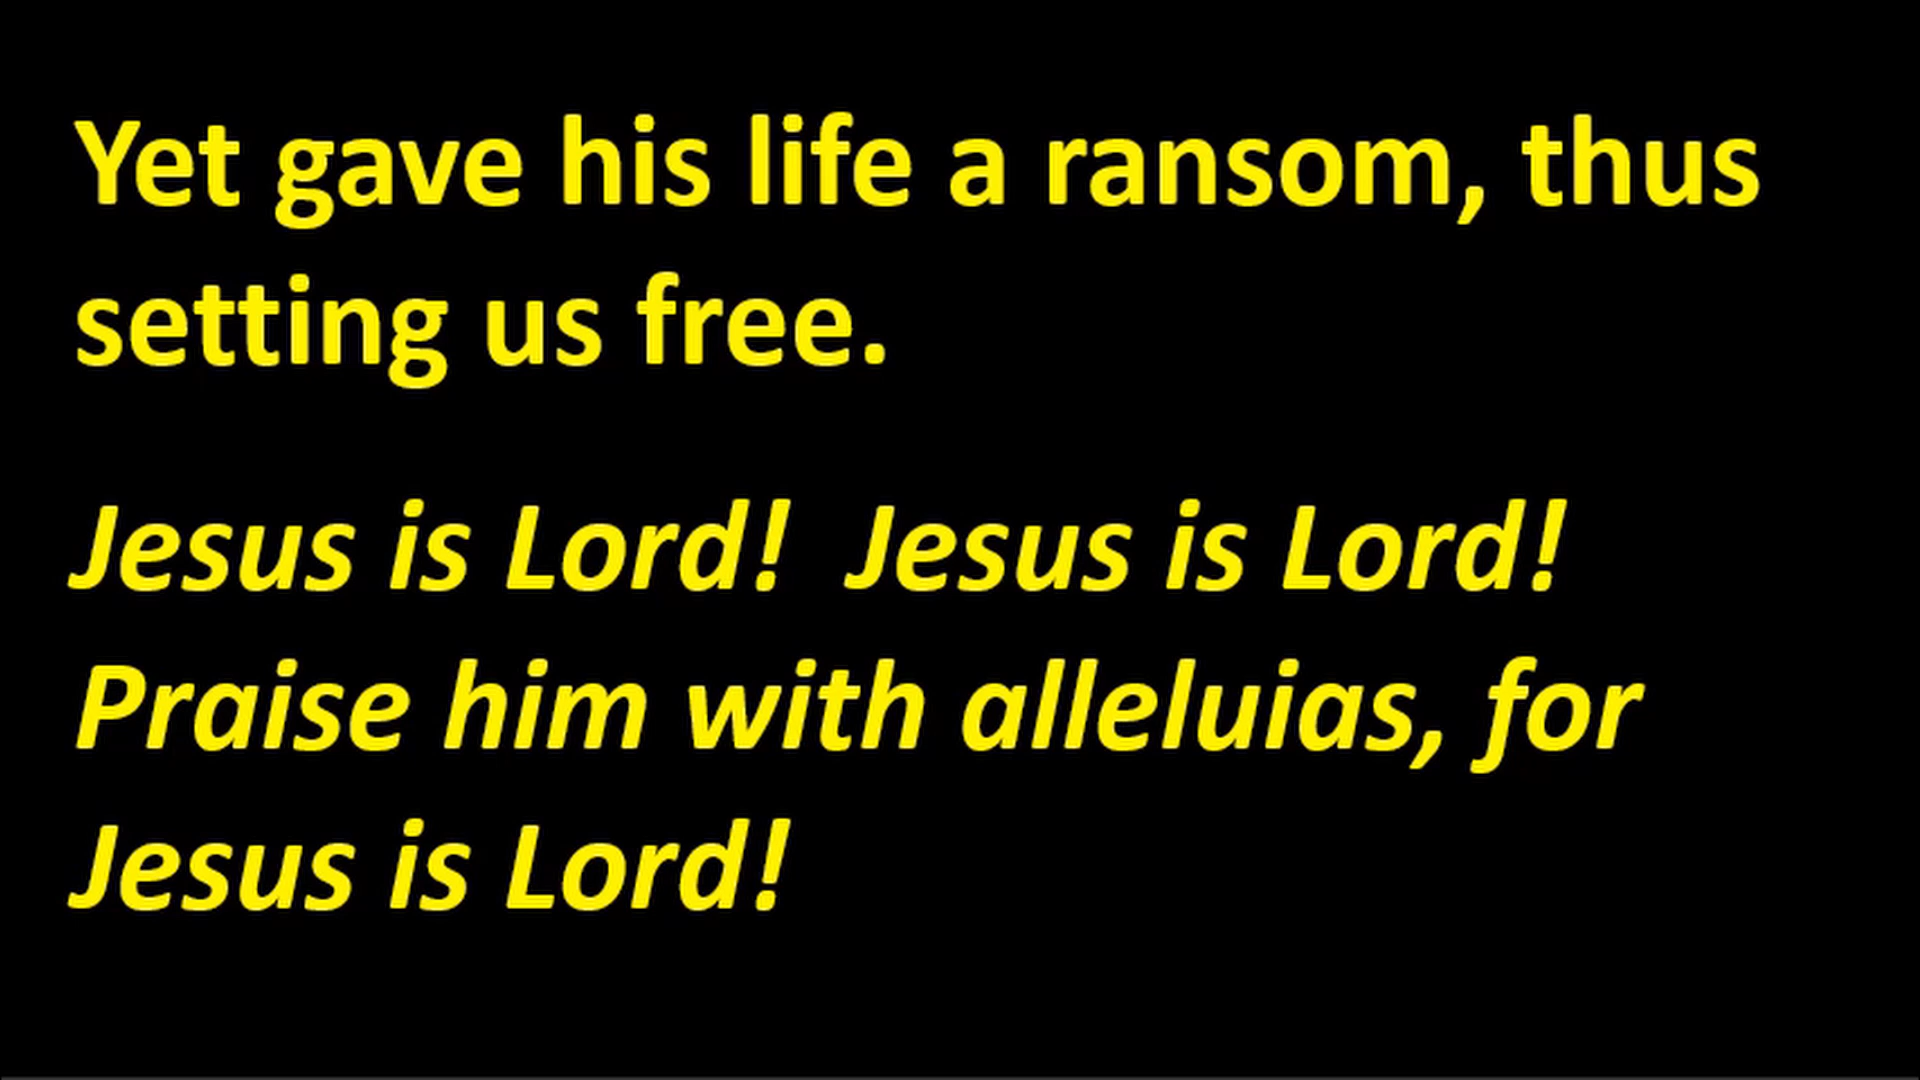 Yet gave his life a ransom, thus
setting us free.
Jesus is Lord!  Jesus is Lord!
Praise him with alleluias, for
Jesus is Lord!